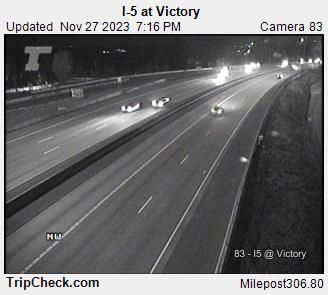 I-5 at Victory
Updated Nov 27 2023 7:16 PM Camera 83
NW
83 - I5 @ Victory
TripCheck.com Milepost306.80